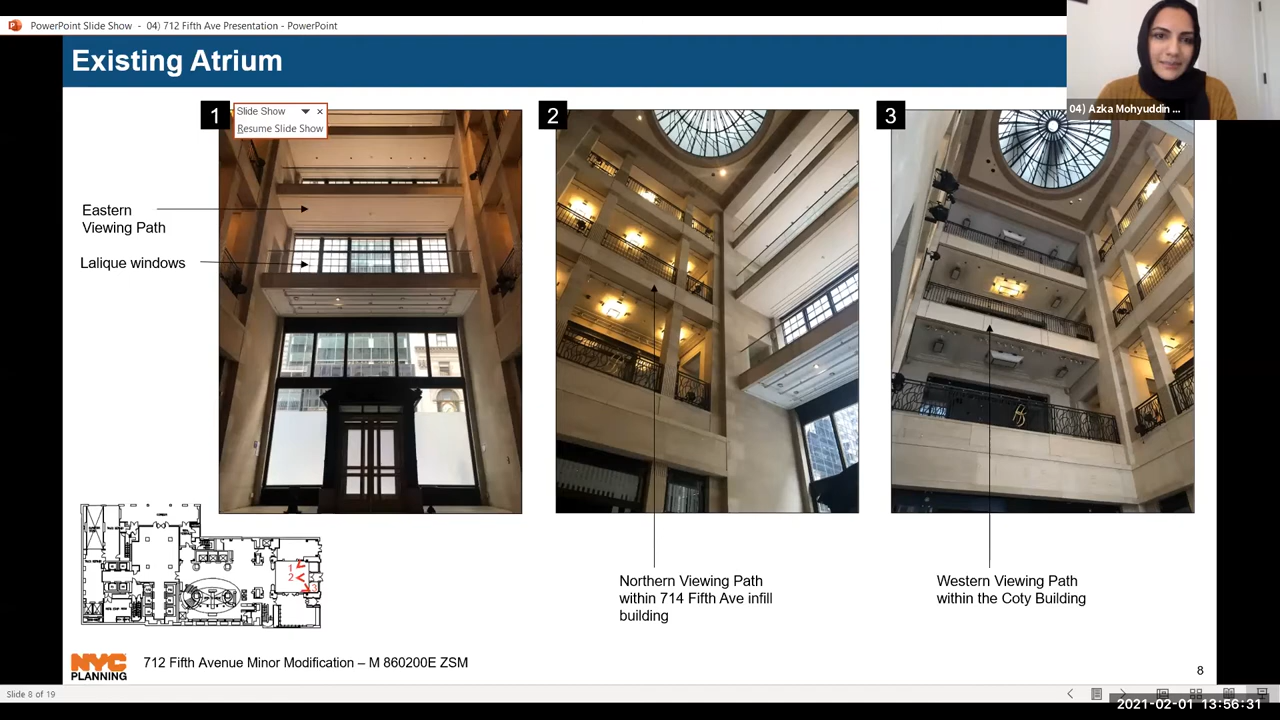 PowerPoint Slide Show - 04) 712 Fifth Ave Presentation - PowerPoint
Existing Atrium
04) Azka Mohyuddin ...
1
Slide Show
Resume Slide Show
2
3
Eastern
Viewing Path
Lalique windows
1
2
3
Northern Viewing Path
within 714 Fifth Ave infill
building
Western Viewing Path
within the Coty Building
NYC
PLANNING
712 Fifth Avenue Minor Modification – M 860200E ZSM
8
Slide 8 of 19
2021-02-01 13:56:31